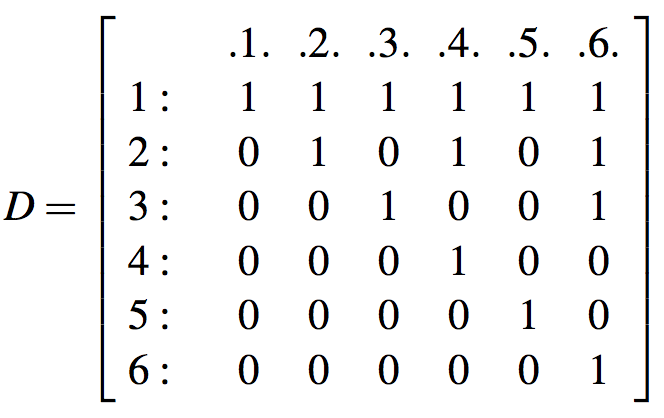 .1. .2. .3. .4. .5. .6.
1 : 1 1 1 1 1 1
2 : 0 1 0 1 0 1
D = 3 : 0 0 1 0 0 1
4 : 0 0 0 1 0 0
5 : 0 0 0 0 1 0
6 : 0 0 0 0 0 1